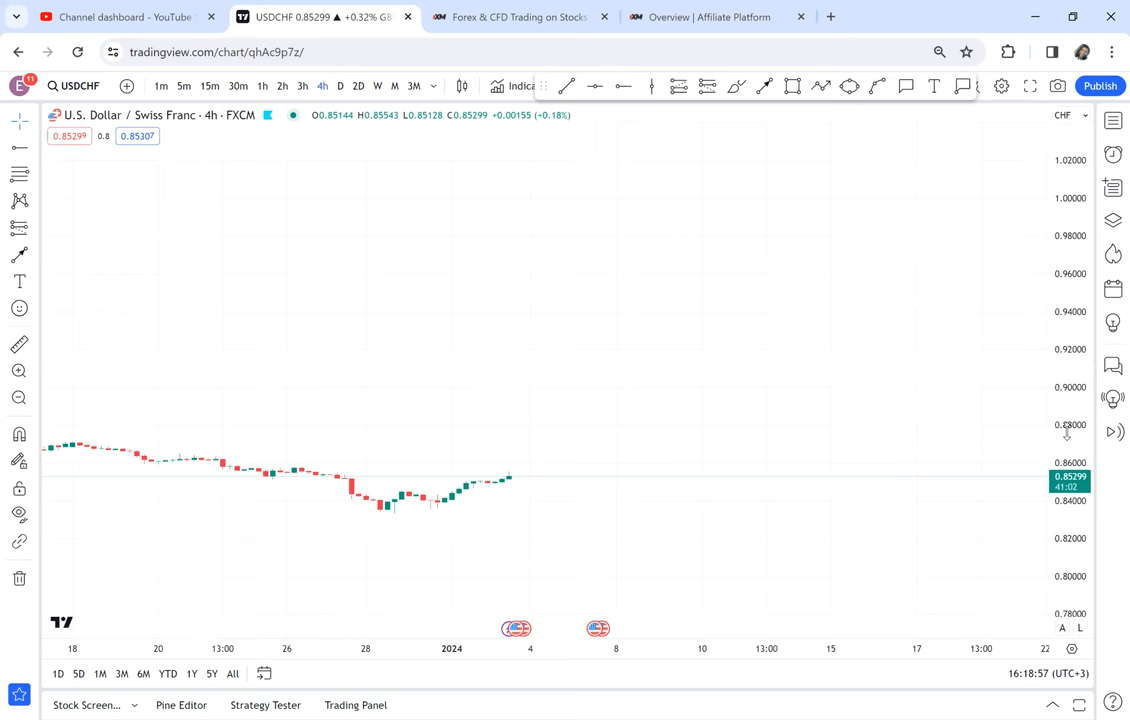 Channel dashboard - YouTube
USDCHF 0.85299 ▲ +0.32% GB
Forex & CFD Trading on Stocks
Overview | Affiliate Platform
tradingview.com/chart/qhAc9p7z/
E 11 USDCHF 1m 5m 15m 30m 1h 2h 3h 4h D 2D W M 3M Indica Publish
U.S. Dollar / Swiss Franc · 4h · FXCM O0.85144 H0.85543 L0.85128 C0.85299 +0.00155 (+0.18%) CHF
0.85299 0.8 0.85307
1.02000
1.00000
0.98000
0.96000
0.94000
0.92000
0.90000
0.86000
0.85299
41:02
0.84000
0.82000
0.80000
0.78000
A L
18 20 13:00 26 28 2024 4 8 10 13:00 15 17 13:00 22
1D 5D 1M 3M 6M YTD 1Y 5Y All 16:18:57 (UTC+3)
Stock Screen... Pine Editor Strategy Tester Trading Panel